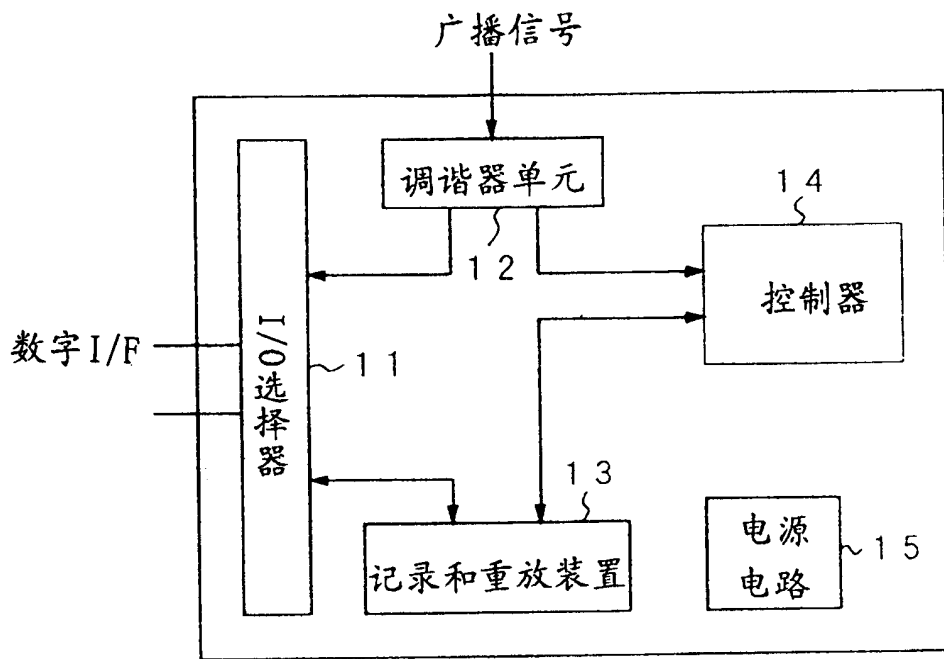 广播信号
调谐器单元
12
14
控制器
数字I/F
I/O选择器
11
13
记录和重放装置
电源
电路
15